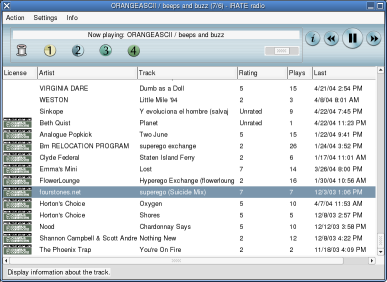 ORANGEASCII / beeps and buzz (7/6) - iRATE radio
Action Settings Info
Now playing: ORANGEASCII / beeps and buzz
1 2 3 4
License Artist Track Rating Plays Last
VIRGINIA DARE Dumb as a Doll 5 15 4/21/04 2:54 PM
WESTON Little Mile '94 2 3 4/8/04 8:01 AM
Sinkope Y evoluciona el hombre (salvaj Unrated 9 4/22/04 7:45 PM
Beth Quist Planet Unrated 1 4/22/04 11:23 PM
Analogue Popkick Two June 5 15 1/22/04 9:41 PM
Bm RELOCATION PROGRAM superego exchange 2 26 1/24/04 3:52 PM
Clyde Federal Staten Island Ferry 2 6 1/17/04 11:01 AM
Emma's Mini Lost 7 14 3/26/04 8:00 PM
FlowerLounge Hyperego Exchange (flowerloung 2 16 1/30/04 10:56 AM
fourstones.net superego (Suicide Mix) 7 7 12/3/03 1:06 PM
Horton's Choice Oxygen 5 10 4/7/04 11:53 AM
Horton's Choice Shores 5 5 12/8/03 2:57 PM
Nood Chardonnay Says 5 10 12/12/03 3:58 PM
Shannon Campbell & Scott Andre Nothing New 7 12 12/8/03 4:22 PM
The Phoenix Trap You're On Fire 2 2 11/18/03 4:09 PM
Display information about the track.